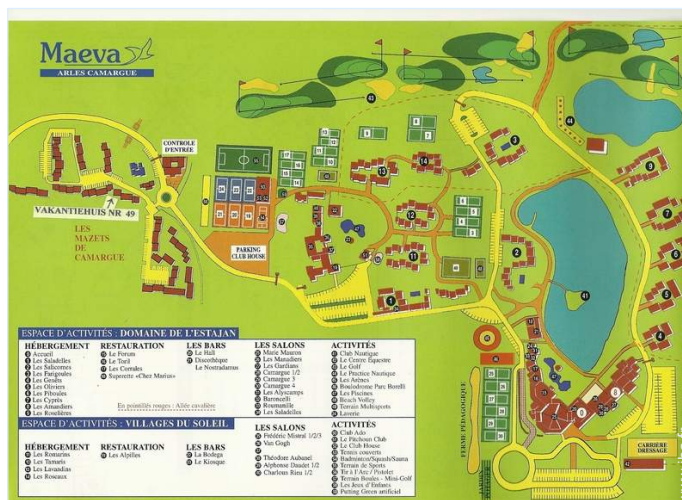 Maeva
ARLES CAMARGUE
CONTROLE
D'ENTRÉE
VAKANTIEHUIS NR 49
LES
MAZETS
DE
CAMARGUE
PARKING
CLUB HOUSE
FERME PÉDAGOGIQUE
CARRIERE
DRESSAGE
ESPACE D'ACTIVITÉS : DOMAINE DE L'ESTAJAN
HÉBERGEMENT
Accueil
Les Saladelles
Les Salicornes
Les Farigoules
Les Genêts
Les Oliviers
Les Piboules
Les Cyprès
Les Amandiers
Les Roselières
RESTAURATION
Le Forum
Le Toril
Les Corrales
Superette «Chez Marius»
En pointillés rouges : Allée cavalière
LES BARS
Le Hall
Discothèque
Le Nostradamus
LES SALONS
Marie Mauron
Les Manadiers
Les Gardians
Camargue 1/2
Camargue 3
Camargue 4
Les Alyscamps
Baroncelli
Roumanille
Les Saladelles
ACTIVITÉS
Club Nautique
Le Centre Equestre
Le Golf
Le Practice Nautique
Les Arènes
Boulodrome Parc Borelli
Les Piscines
Beach Volley
Terrain Multisports
Laverie
ESPACE D'ACTIVITÉS : VILLAGES DU SOLEIL
HÉBERGEMENT
Les Romarins
Les Tamaris
Les Lavandins
Les Roseaux
RESTAURATION
Les Alpilles
LES BARS
La Bodega
Le Kiosque
LES SALONS
Frédéric Mistral 1/2/3
Van Gogh
Théodore Aubanel
Alphonse Daudet 1/2
Charloun Rieu 1/2
ACTIVITÉS
Club Ado
Le Pitchoun Club
Le Club House
Tennis couverts
Badminton/Squash/Sauna
Terrain de Sports
Tir à l'Arc / Pistolet
Terrain Boules - Mini-Golf
Les Jeux d'Enfants
Putting Green artificiel